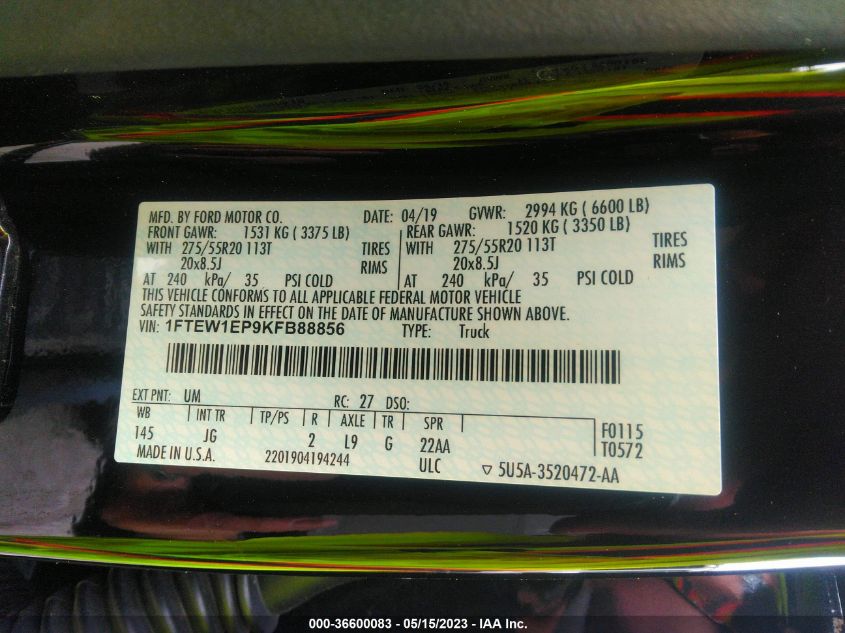 MFD. BY FORD MOTOR CO. DATE: 04/19 GVWR: 2994 KG ( 6600 LB)
FRONT GAWR: 1531 KG ( 3375 LB) REAR GAWR: 1520 KG ( 3350 LB)
WITH 275/55R20 113T TIRES WITH 275/55R20 113T TIRES
20x8.5J RIMS 20x8.5J RIMS
AT 240 kPa/ 35 PSI COLD AT 240 kPa/ 35 PSI COLD
THIS VEHICLE CONFORMS TO ALL APPLICABLE FEDERAL MOTOR VEHICLE
SAFETY STANDARDS IN EFFECT ON THE DATE OF MANUFACTURE SHOWN ABOVE.
VIN: 1FTEW1EP9KFB88856 TYPE: Truck
EXT PNT: UM RC: 27 DSO:
WB INT TR TP/PS R AXLE TR SPR F0115
145 JG 2 L9 G 22AA T0572
MADE IN U.S.A. 2201904194244 ULC ▽ 5U5A-3520472-AA
000-36600083 - 05/15/2023 - IAA Inc.